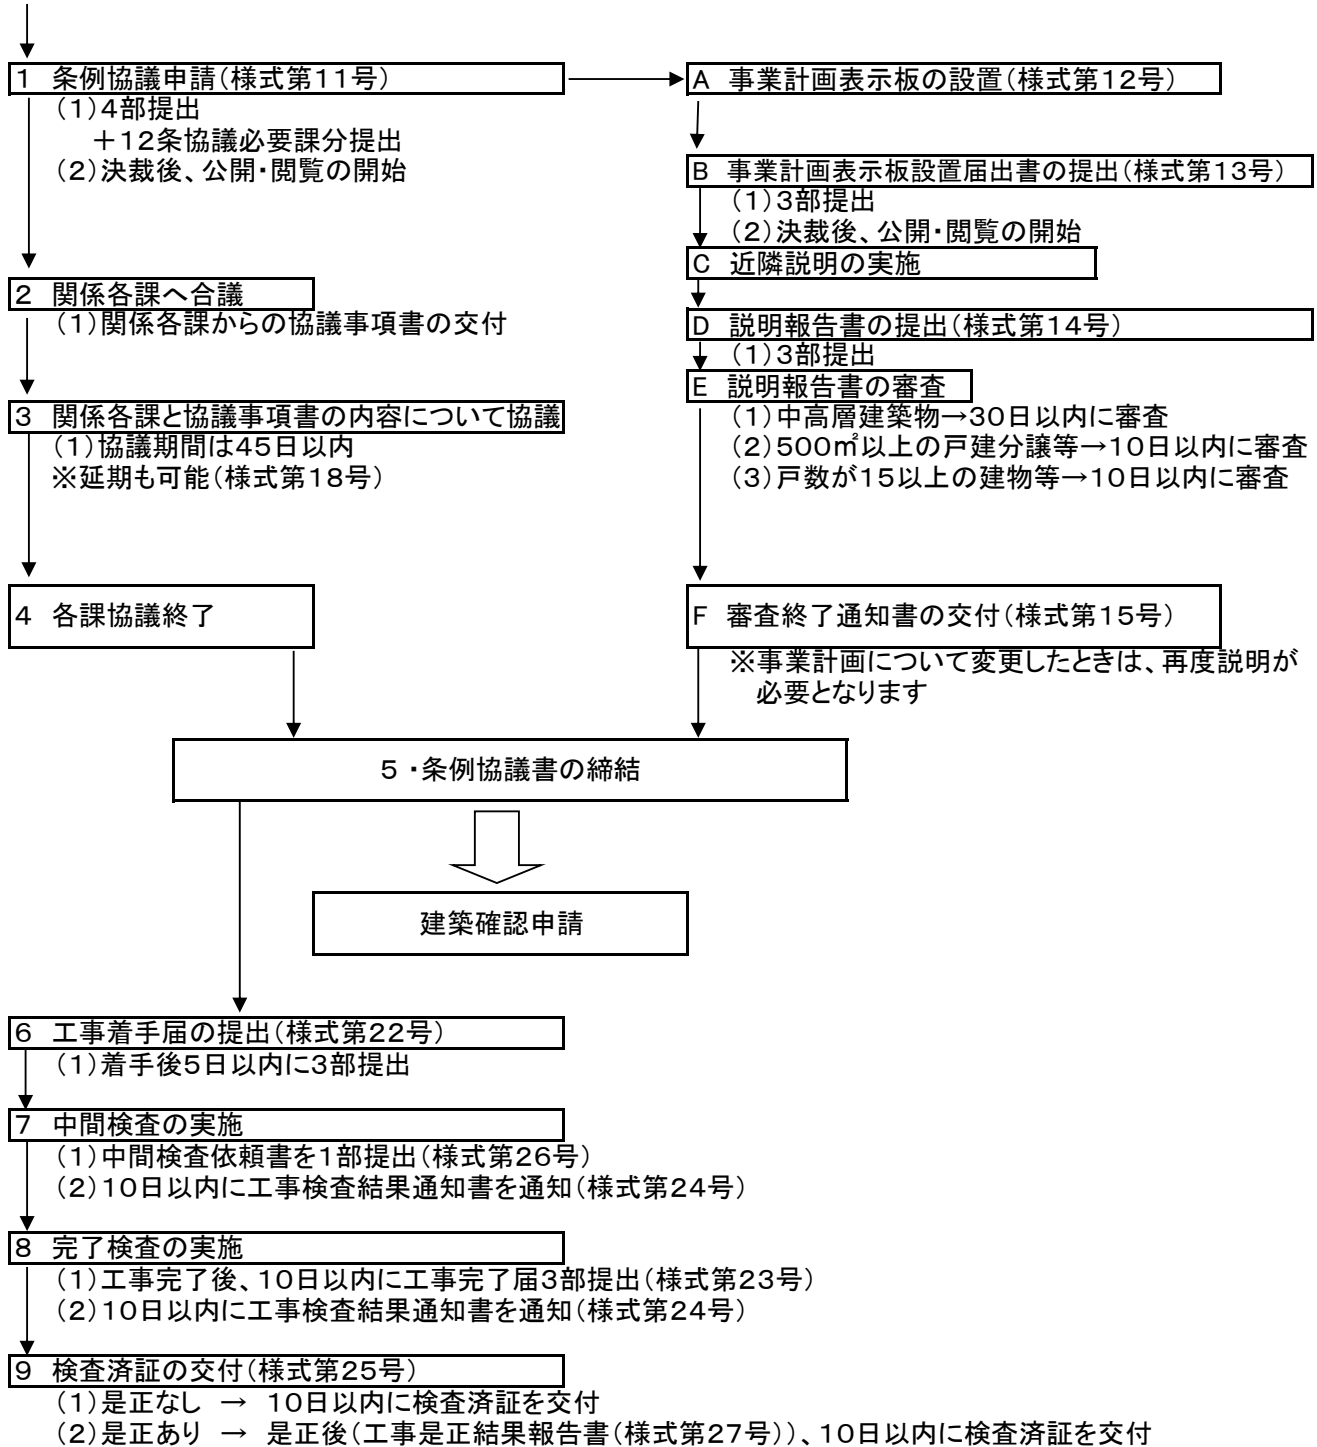 1 条例協議申請(様式第11号)
(1)4部提出
+12条協議必要課分提出
(2)決裁後、公開・閲覧の開始
2 関係各課へ合議
(1)関係各課からの協議事項書の交付
3 関係各課と協議事項書の内容について協議
(1)協議期間は45日以内
※延期も可能(様式第18号)
4 各課協議終了
A 事業計画表示板の設置(様式第12号)
B 事業計画表示板設置届出書の提出(様式第13号)
(1)3部提出
(2)決裁後、公開・閲覧の開始
C 近隣説明の実施
D 説明報告書の提出(様式第14号)
(1)3部提出
E 説明報告書の審査
(1)中高層建築物→30日以内に審査
(2)500㎡以上の戸建分譲等→10日以内に審査
(3)戸数が15以上の建物等→10日以内に審査
F 審査終了通知書の交付(様式第15号)
※事業計画について変更したときは、再度説明が
必要となります
5・条例協議書の締結
建築確認申請
6 工事着手届の提出(様式第22号)
(1)着手後5日以内に3部提出
7 中間検査の実施
(1)中間検査依頼書を1部提出(様式第26号)
(2)10日以内に工事検査結果通知書を通知(様式第24号)
8 完了検査の実施
(1)工事完了後、10日以内に工事完了届3部提出(様式第23号)
(2)10日以内に工事検査結果通知書を通知(様式第24号)
9 検査済証の交付(様式第25号)
(1)是正なし → 10日以内に検査済証を交付
(2)是正あり → 是正後(工事是正結果報告書(様式第27号))、10日以内に検査済証を交付